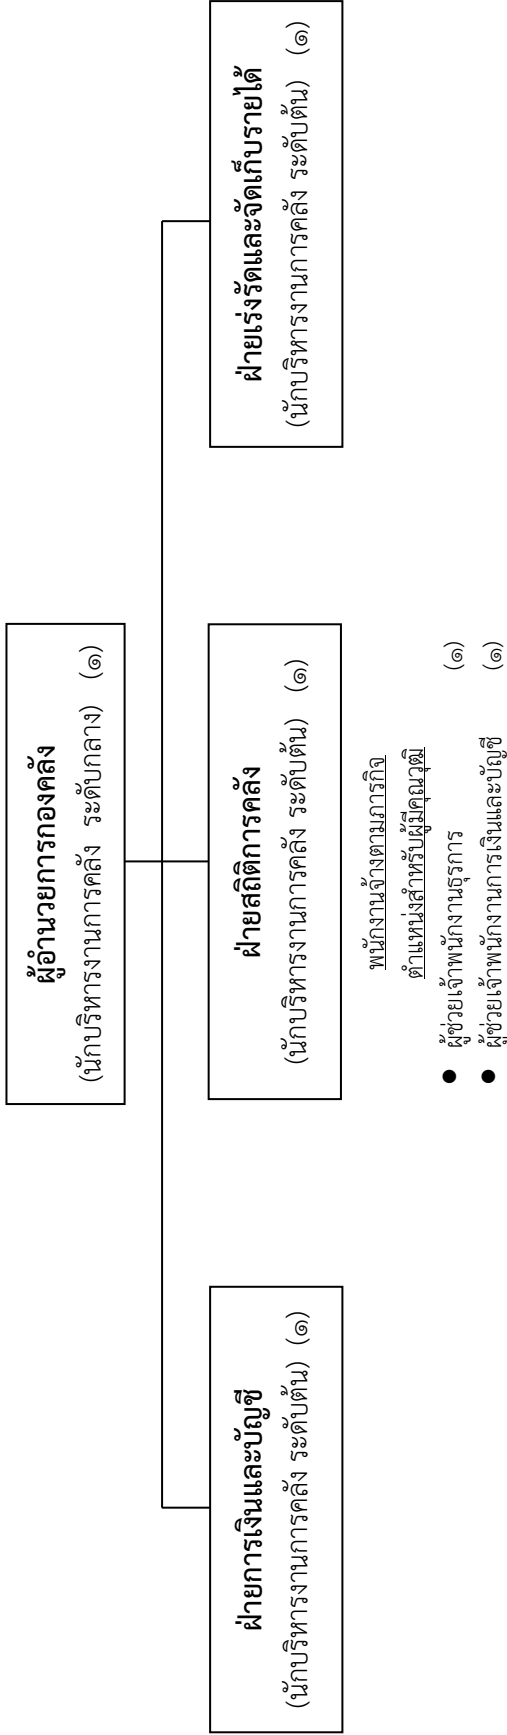 ผู้อำนวยการกองคลัง
(นักบริหารงานการคลัง ระดับกลาง) (๑)
ฝ่ายการเงินและบัญชี
(นักบริหารงานการคลัง ระดับต้น) (๑)
ฝ่ายสถิติการคลัง
(นักบริหารงานการคลัง ระดับต้น) (๑)
ฝ่ายเร่งรัดและจัดเก็บรายได้
(นักบริหารงานการคลัง ระดับต้น) (๑)
พนักงานจ้างตามภารกิจ
ตำแหน่งสำหรับผู้มีคุณวุฒิ
● ผู้ช่วยเจ้าพนักงานธุรการ (๑)
● ผู้ช่วยเจ้าพนักงานการเงินและบัญชี (๑)